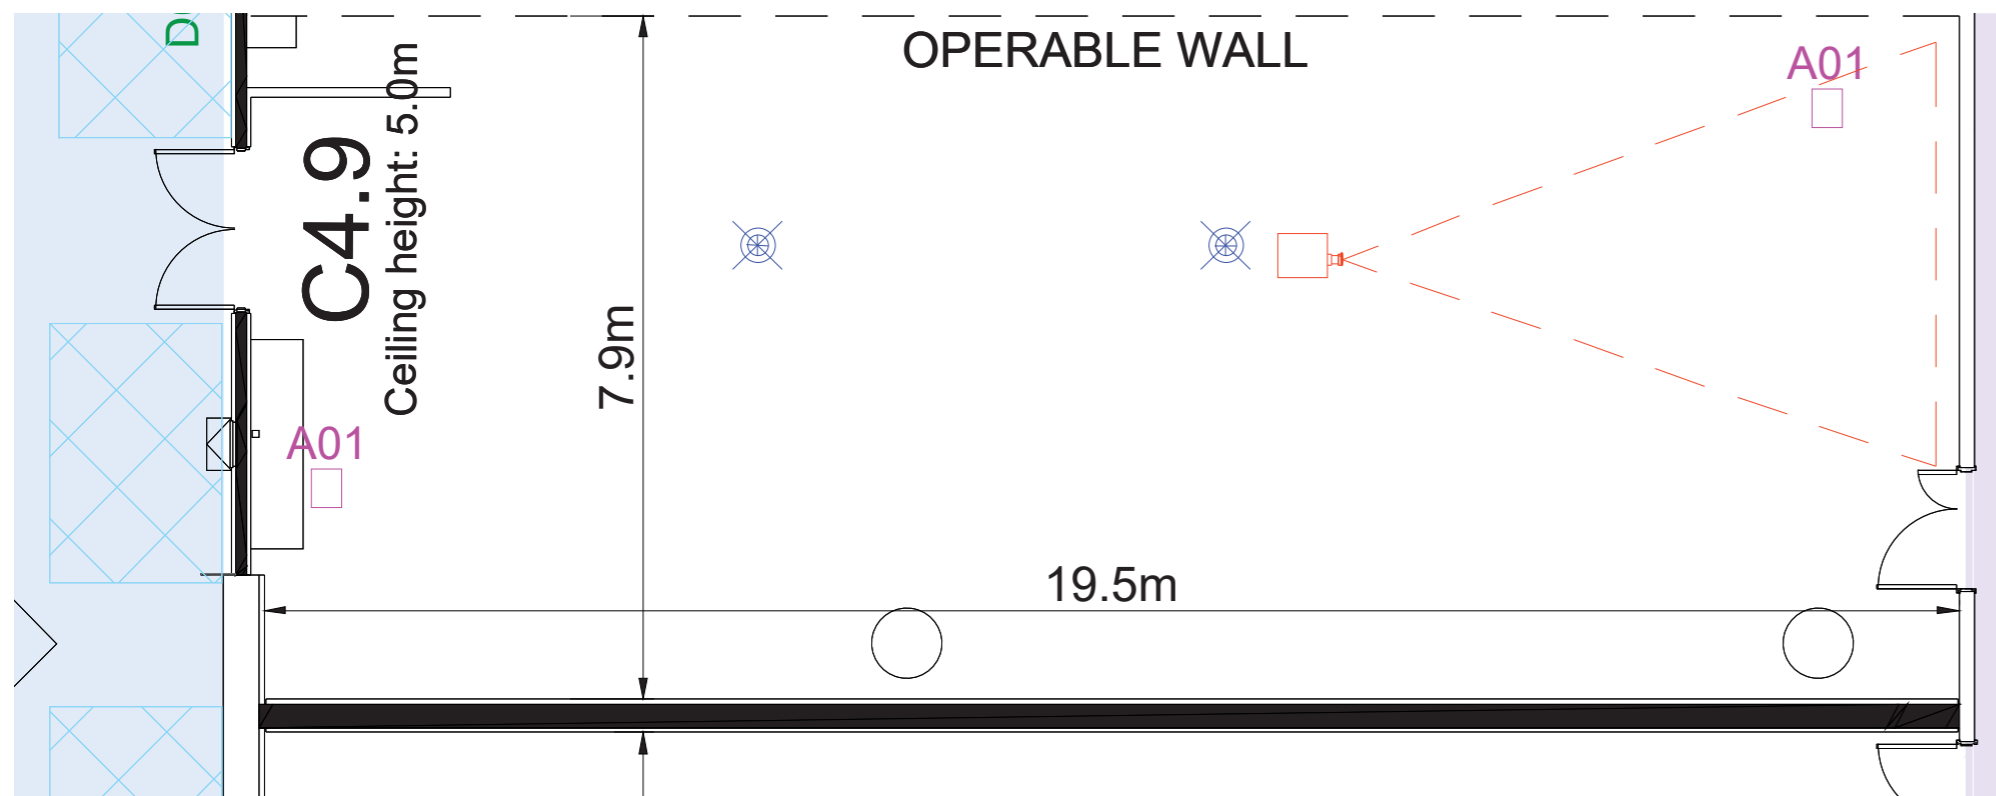 OPERABLE WALL
A01
C4.9
Ceiling height: 5.0m
7.9m
A01
19.5m